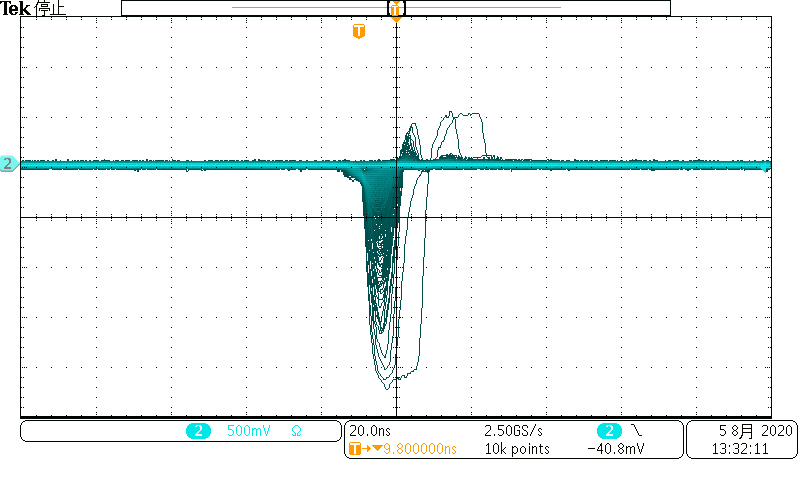 Tek 停止
T
T
2
2 500mV Ω
20.0ns 2.50GS/s 2
T→▼9.800000ns 10k points −40.8mV
5 8月 2020
13:32:11